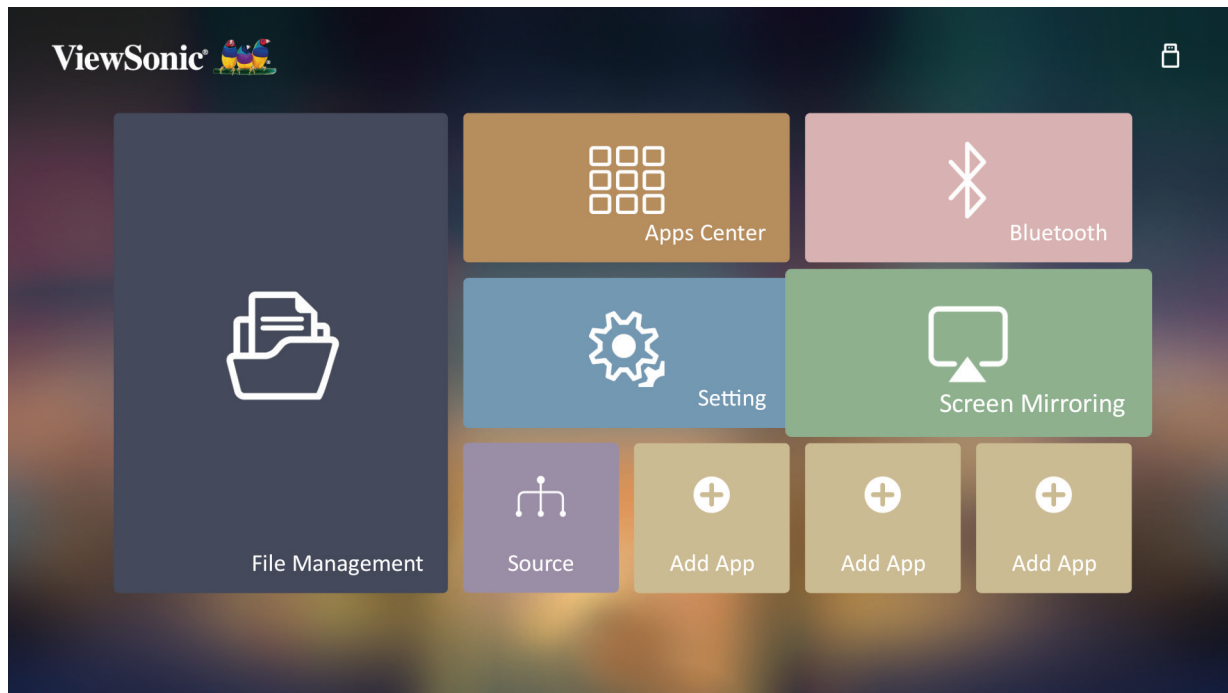 ViewSonic®
Apps Center
Bluetooth
Setting
Screen Mirroring
File Management
Source
Add App
Add App
Add App